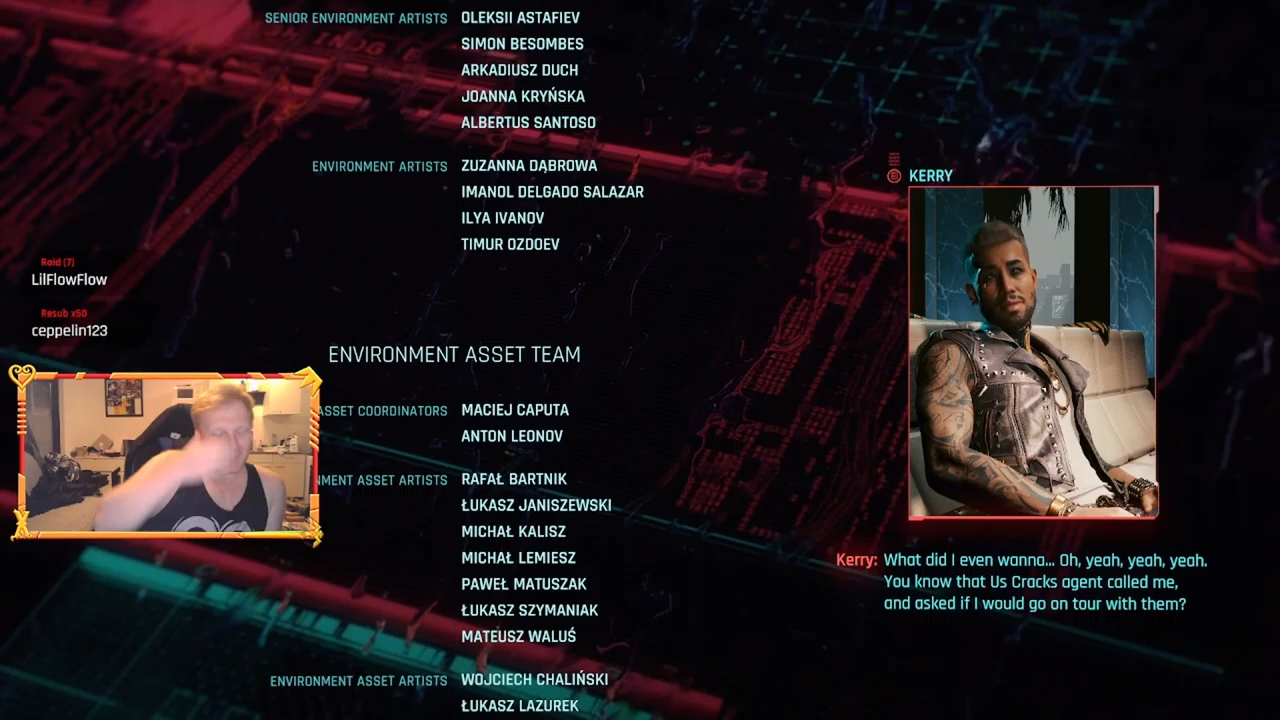 SENIOR ENVIRONMENT ARTISTS OLEKSII ASTAFIEV
SIMON BESOMBES
ARKADIUSZ DUCH
JOANNA KRYŃSKA
ALBERTUS SANTOSO
ENVIRONMENT ARTISTS ZUZANNA DĄBROWA
IMANOL DELGADO SALAZAR
ILYA IVANOV
TIMUR OZDOEV
ENVIRONMENT ASSET TEAM
ASSET COORDINATORS MACIEJ CAPUTA
ANTON LEONOV
NMENT ASSET ARTISTS RAFAŁ BARTNIK
ŁUKASZ JANISZEWSKI
MICHAŁ KALISZ
MICHAŁ LEMIESZ
PAWEŁ MATUSZAK
ŁUKASZ SZYMANIAK
MATEUSZ WALUŚ
ENVIRONMENT ASSET ARTISTS WOJCIECH CHALIŃSKI
ŁUKASZ LAZUREK
Raid (7)
LilFlowFlow
Resub x50
ceppelin123
KERRY
Kerry: What did I even wanna... Oh, yeah, yeah, yeah.
You know that Us Cracks agent called me,
and asked if I would go on tour with them?